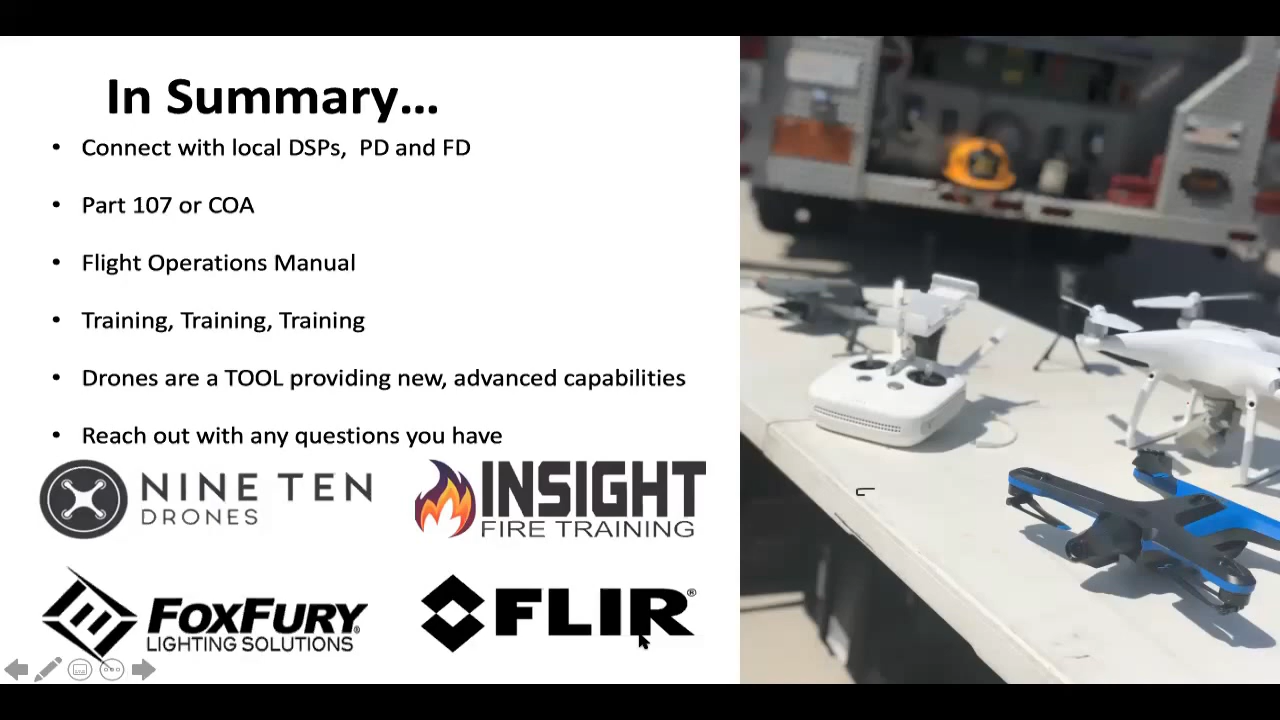 In Summary...
• Connect with local DSPs,  PD and FD
• Part 107 or COA
• Flight Operations Manual
• Training, Training, Training
• Drones are a TOOL providing new, advanced capabilities
• Reach out with any questions you have
NINE TEN
DRONES
INSIGHT
FIRE TRAINING
FOXFURY®
LIGHTING SOLUTIONS
FLIR®